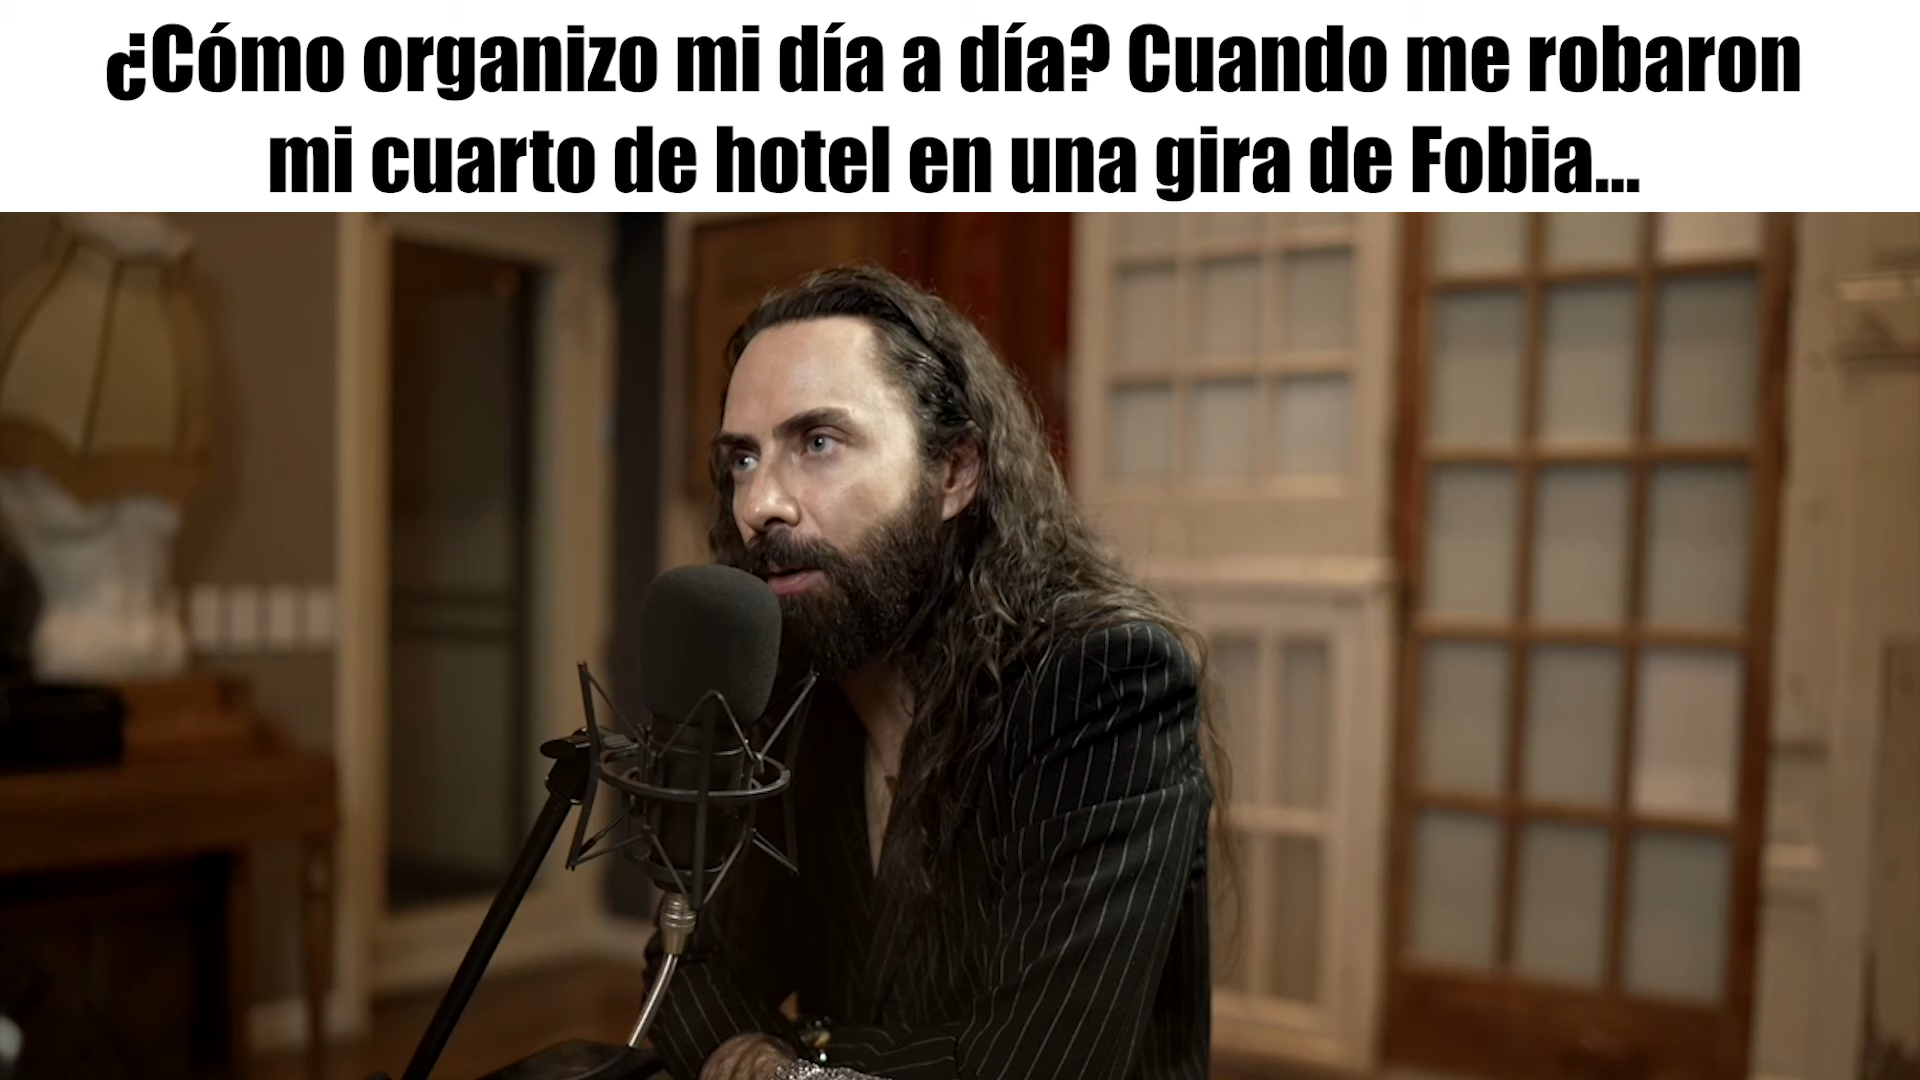 ¿Cómo organizo mi día a día? Cuando me robaron
mi cuarto de hotel en una gira de Fobia...